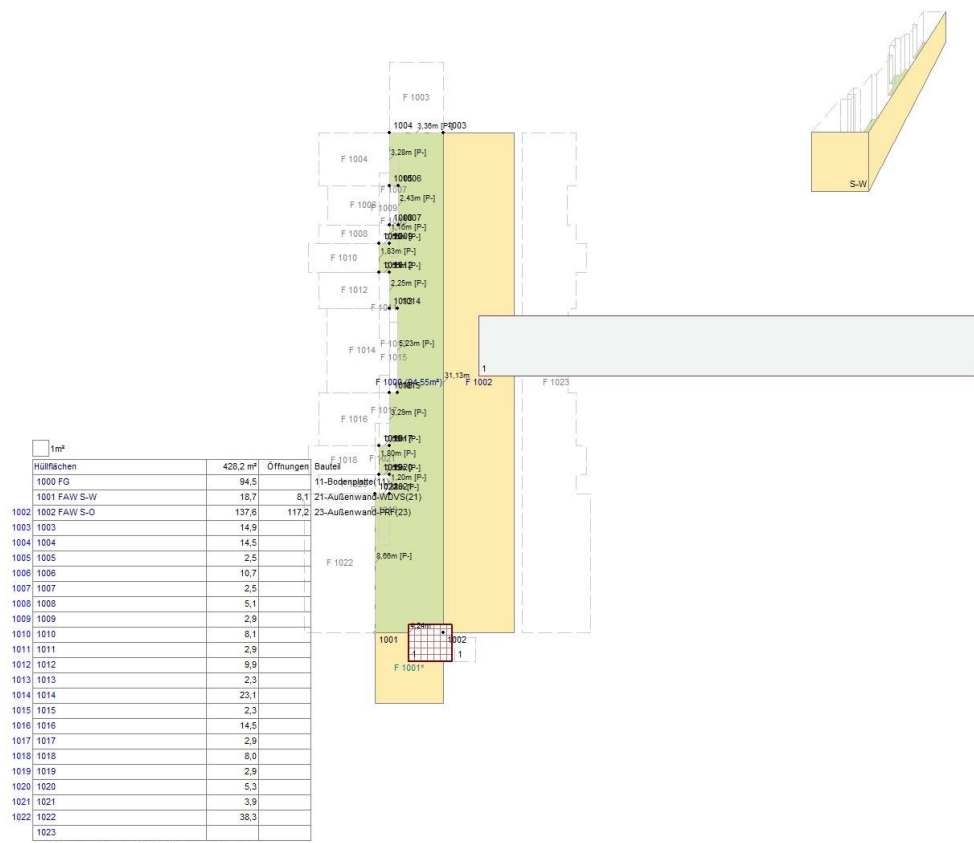 S-W
F 1003
1004 3,36m [P-] 1003
F 1004
3,28m [P-]
F 1007
2,43m [P-]
F 1008
F 1010
1,83m [P-]
F 1012
2,25m [P-]
1014
F 1014
5,23m [P-]
F 1015
1
31,13m
F 1002
F 1023
F 1016
3,29m [P-]
F 1018
1,80m [P-]
1,20m [P-]
F 1022
8,66m [P-]
4,24m
1001
1002
1
1
F 1001*
1m²
Hüllflächen 428,2 m² Öffnungen Bauteil
1000 FG 94,5 11-Bodenplatte(11)
1001 FAW S-W 18,7 8,1 21-Außenwand-WDVS(21)
1002 1002 FAW S-O 137,6 117,2 23-Außenwand-PRF(23)
1003 1003 14,9
1004 1004 14,5
1005 1005 2,5
1006 1006 10,7
1007 1007 2,5
1008 1008 5,1
1009 1009 2,9
1010 1010 8,1
1011 1011 2,9
1012 1012 9,9
1013 1013 2,3
1014 1014 23,1
1015 1015 2,3
1016 1016 14,5
1017 1017 2,9
1018 1018 8,0
1019 1019 2,9
1020 1020 5,3
1021 1021 3,9
1022 1022 38,3
1023